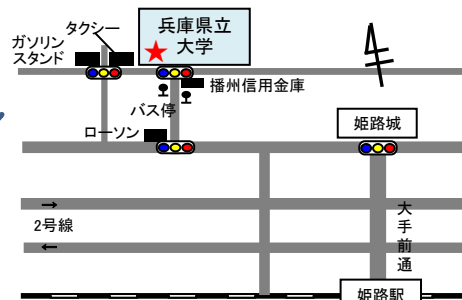 タクシー
ガソリン
スタンド
兵庫県立
大学
播州信用金庫
バス停
ローソン
姫路城
→
2号線
←
大手前通
姫路駅